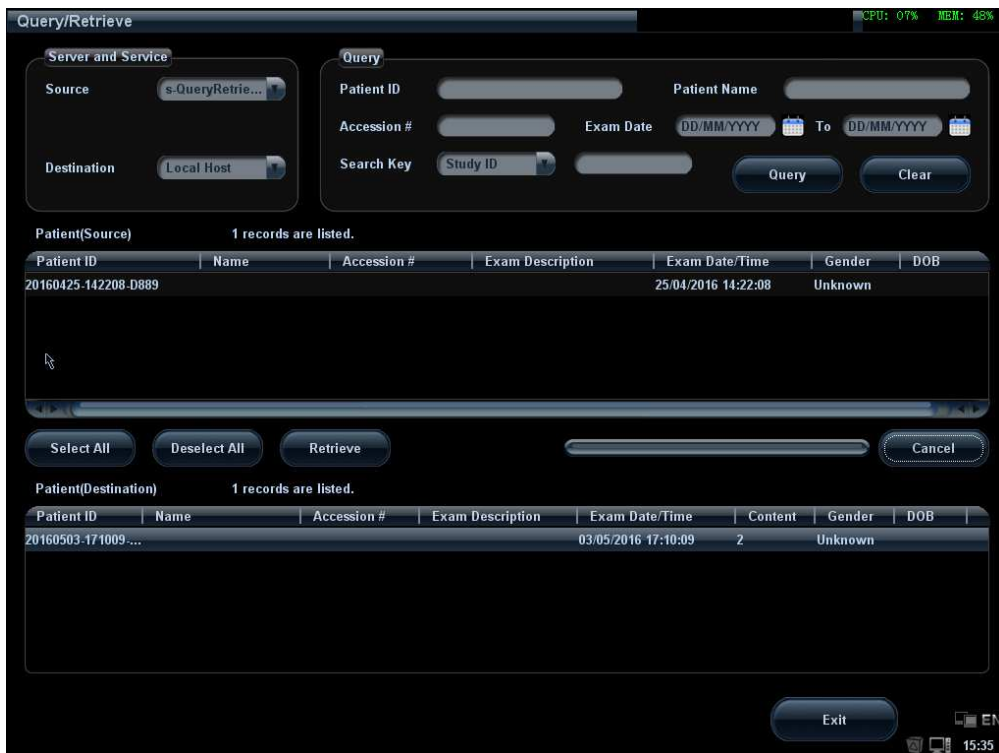 Query/Retrieve
CPU: 07% MEM: 48%
Server and Service
Source s-QueryRetrie...
Destination Local Host
Query
Patient ID Patient Name
Accession # Exam Date DD/MM/YYYY To DD/MM/YYYY
Search Key Study ID
Query Clear
Patient(Source) 1 records are listed.
Patient ID Name Accession # Exam Description Exam Date/Time Gender DOB
20160425-142208-D889 25/04/2016 14:22:08 Unknown
Select All Deselect All Retrieve Cancel
Patient(Destination) 1 records are listed.
Patient ID Name Accession # Exam Description Exam Date/Time Content Gender DOB
20160503-171009-... 03/05/2016 17:10:09 2 Unknown
Exit
EN
15:35